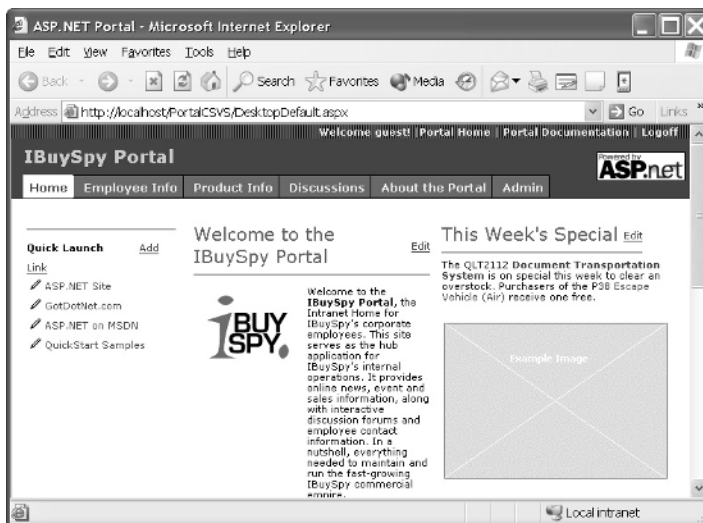 ASP.NET Portal - Microsoft Internet Explorer
File Edit View Favorites Tools Help
Back Search Favorites Media
Address http://localhost/PortalCSVS/DesktopDefault.aspx Go Links »
Welcome guest! | Portal Home | Portal Documentation | Logoff
IBuySpy Portal
Powered by
ASP.net
Home Employee Info Product Info Discussions About the Portal Admin
Quick Launch Add
Link
ASP.NET Site
GotDotNet.com
ASP.NET on MSDN
QuickStart Samples
Welcome to the
IBuySpy Portal Edit
iBUY
SPY.
Welcome to the
IBuySpy Portal, the
Intranet Home for
IBuySpy's corporate
employees. This site
serves as the hub
application for
IBuySpy's internal
operations. It provides
online news, event and
sales information, along
with interactive
discussion forums and
employee contact
information. In a
nutshell, everything
needed to maintain and
run the fast-growing
IBuySpy commercial
empire.
This Week's Special Edit
The QLT2112 Document Transportation
System is on special this week to clear an
overstock. Purchasers of the P38 Escape
Vehicle (Air) receive one free.
Example Image
Local intranet